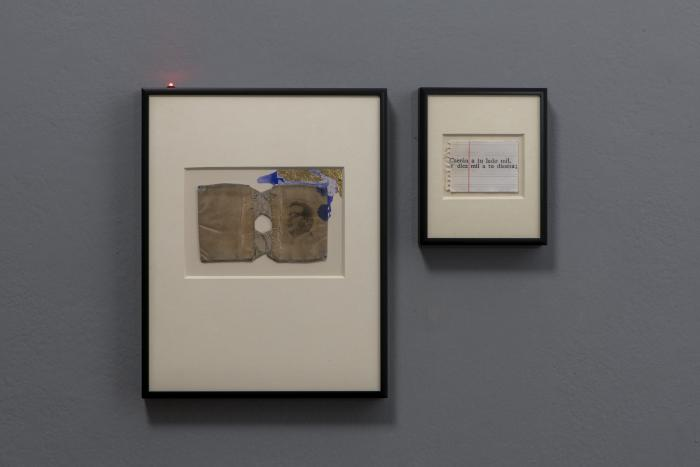 Caerán a tu lado mil,
y diez mil a tu diestra;